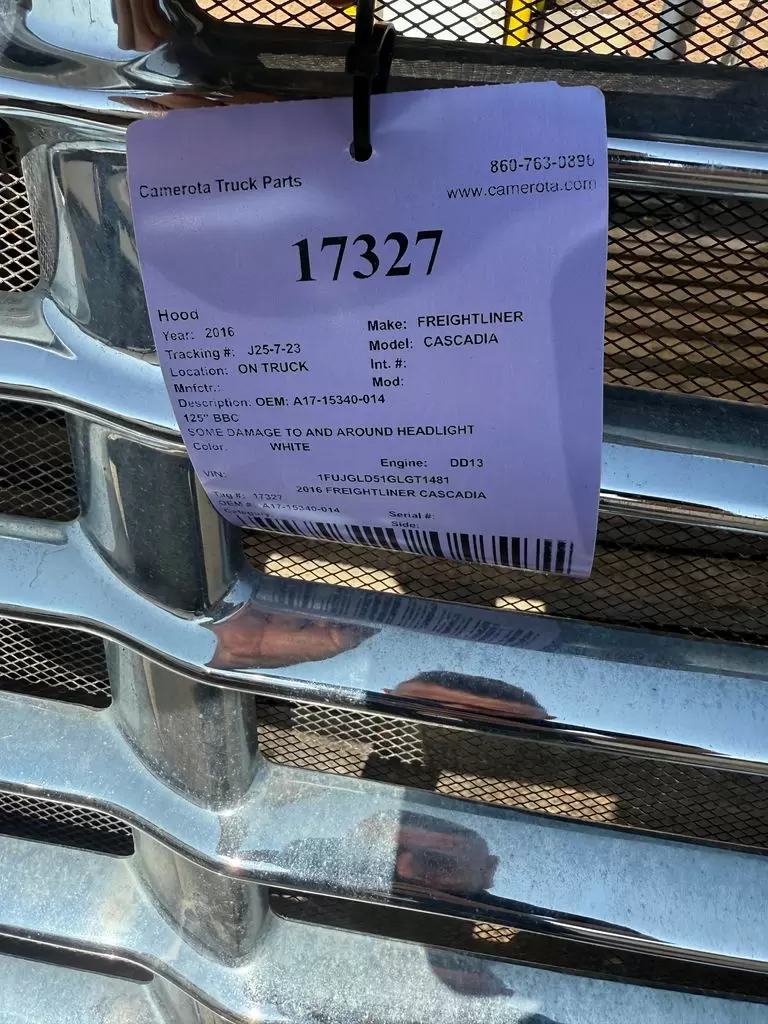 Camerota Truck Parts 860-763-0896
www.camerota.com
17327
Hood
Year: 2016 Make: FREIGHTLINER
Tracking #: J25-7-23 Model: CASCADIA
Location: ON TRUCK Int. #:
Mnfctr.: Mod:
Description: OEM: A17-15340-014
125" BBC
SOME DAMAGE TO AND AROUND HEADLIGHT
Color: WHITE
Engine: DD13
VIN: 1FUJGLD51GLGT1481
Tag #: 17327 2016 FREIGHTLINER CASCADIA
OEM #: A17-15340-014 Serial #:
Category: Side: